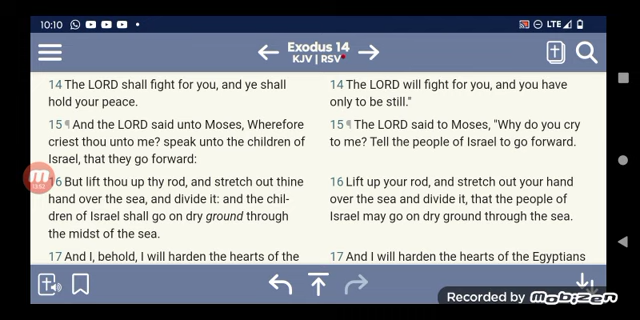 10:10
LTE
Exodus 14
KJV | RSV
14 The LORD shall fight for you, and ye shall
hold your peace.
15 ¶ And the LORD said unto Moses, Wherefore
criest thou unto me? speak unto the children of
Israel, that they go forward:
16 But lift thou up thy rod, and stretch out thine
hand over the sea, and divide it: and the chil-
dren of Israel shall go on dry ground through
the midst of the sea.
17 And I, behold, I will harden the hearts of the
14 The LORD will fight for you, and you have
only to be still."
15 ¶ The LORD said to Moses, "Why do you cry
to me? Tell the people of Israel to go forward.
16 Lift up your rod, and stretch out your hand
over the sea and divide it, that the people of
Israel may go on dry ground through the sea.
17 And I will harden the hearts of the Egyptians
Recorded by Mobizen